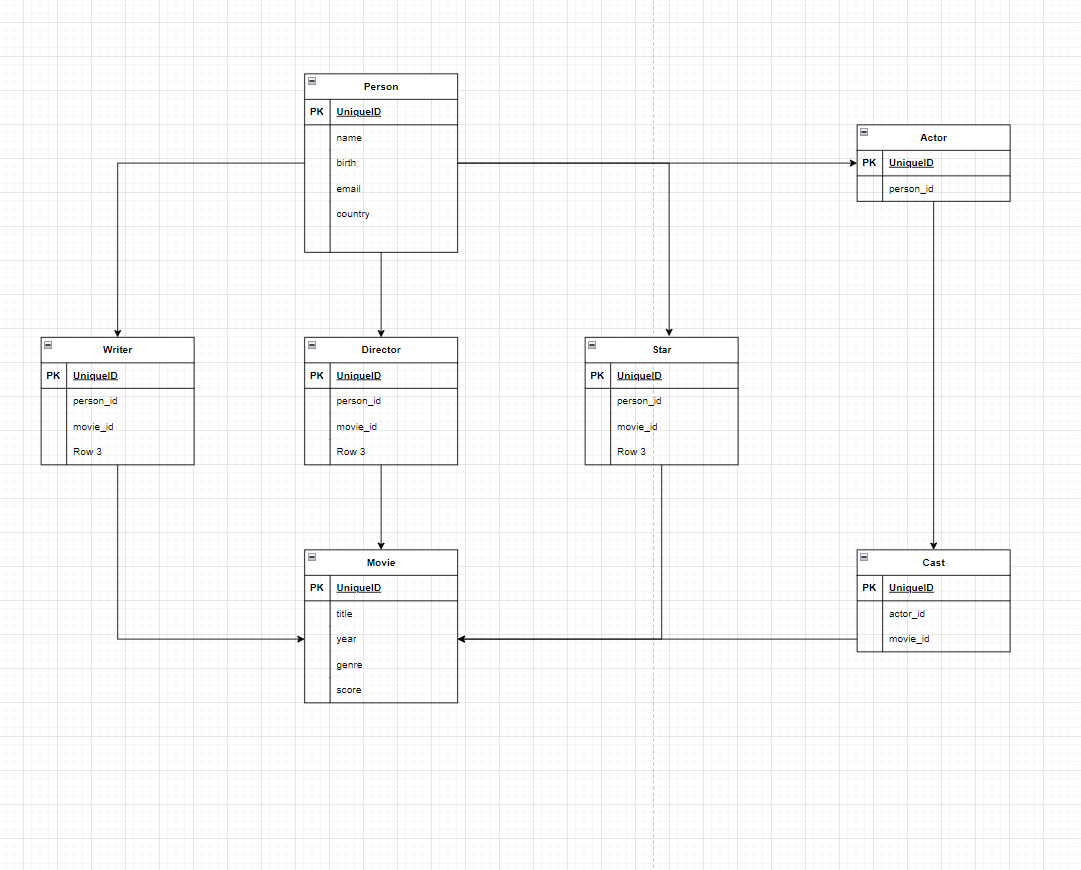 Person
PK UniqueID
name
birth
email
country
Actor
PK UniqueID
person_id
Writer
PK UniqueID
person_id
movie_id
Row 3
Director
PK UniqueID
person_id
movie_id
Row 3
Star
PK UniqueID
person_id
movie_id
Row 3
Movie
PK UniqueID
title
year
genre
score
Cast
PK UniqueID
actor_id
movie_id